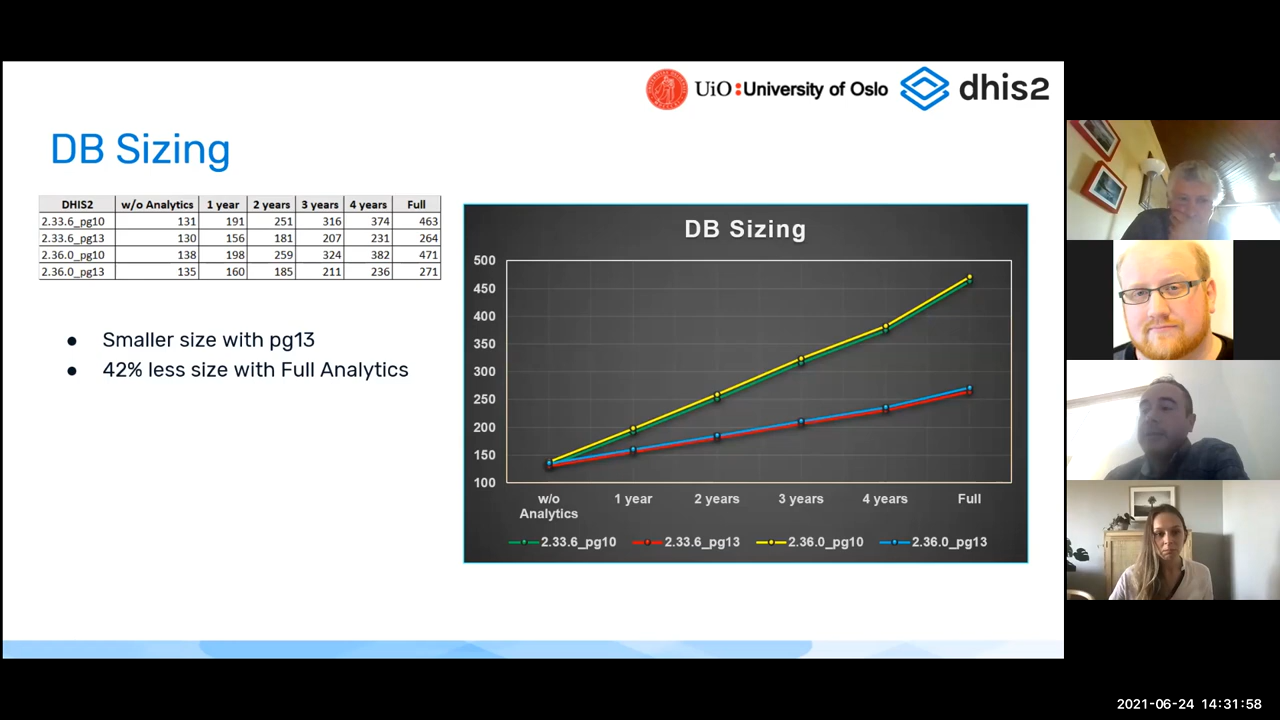 UiO:University of Oslo
dhis2
DB Sizing
DHIS2 w/o Analytics 1 year 2 years 3 years 4 years Full
2.33.6_pg10 131 191 251 316 374 463
2.33.6_pg13 130 156 181 207 231 264
2.36.0_pg10 138 198 259 324 382 471
2.36.0_pg13 135 160 185 211 236 271
● Smaller size with pg13
● 42% less size with Full Analytics
DB Sizing
500
450
400
350
300
250
200
150
100
w/o Analytics 1 year 2 years 3 years 4 years Full
2.33.6_pg10 2.33.6_pg13 2.36.0_pg10 2.36.0_pg13
2021-06-24 14:31:58